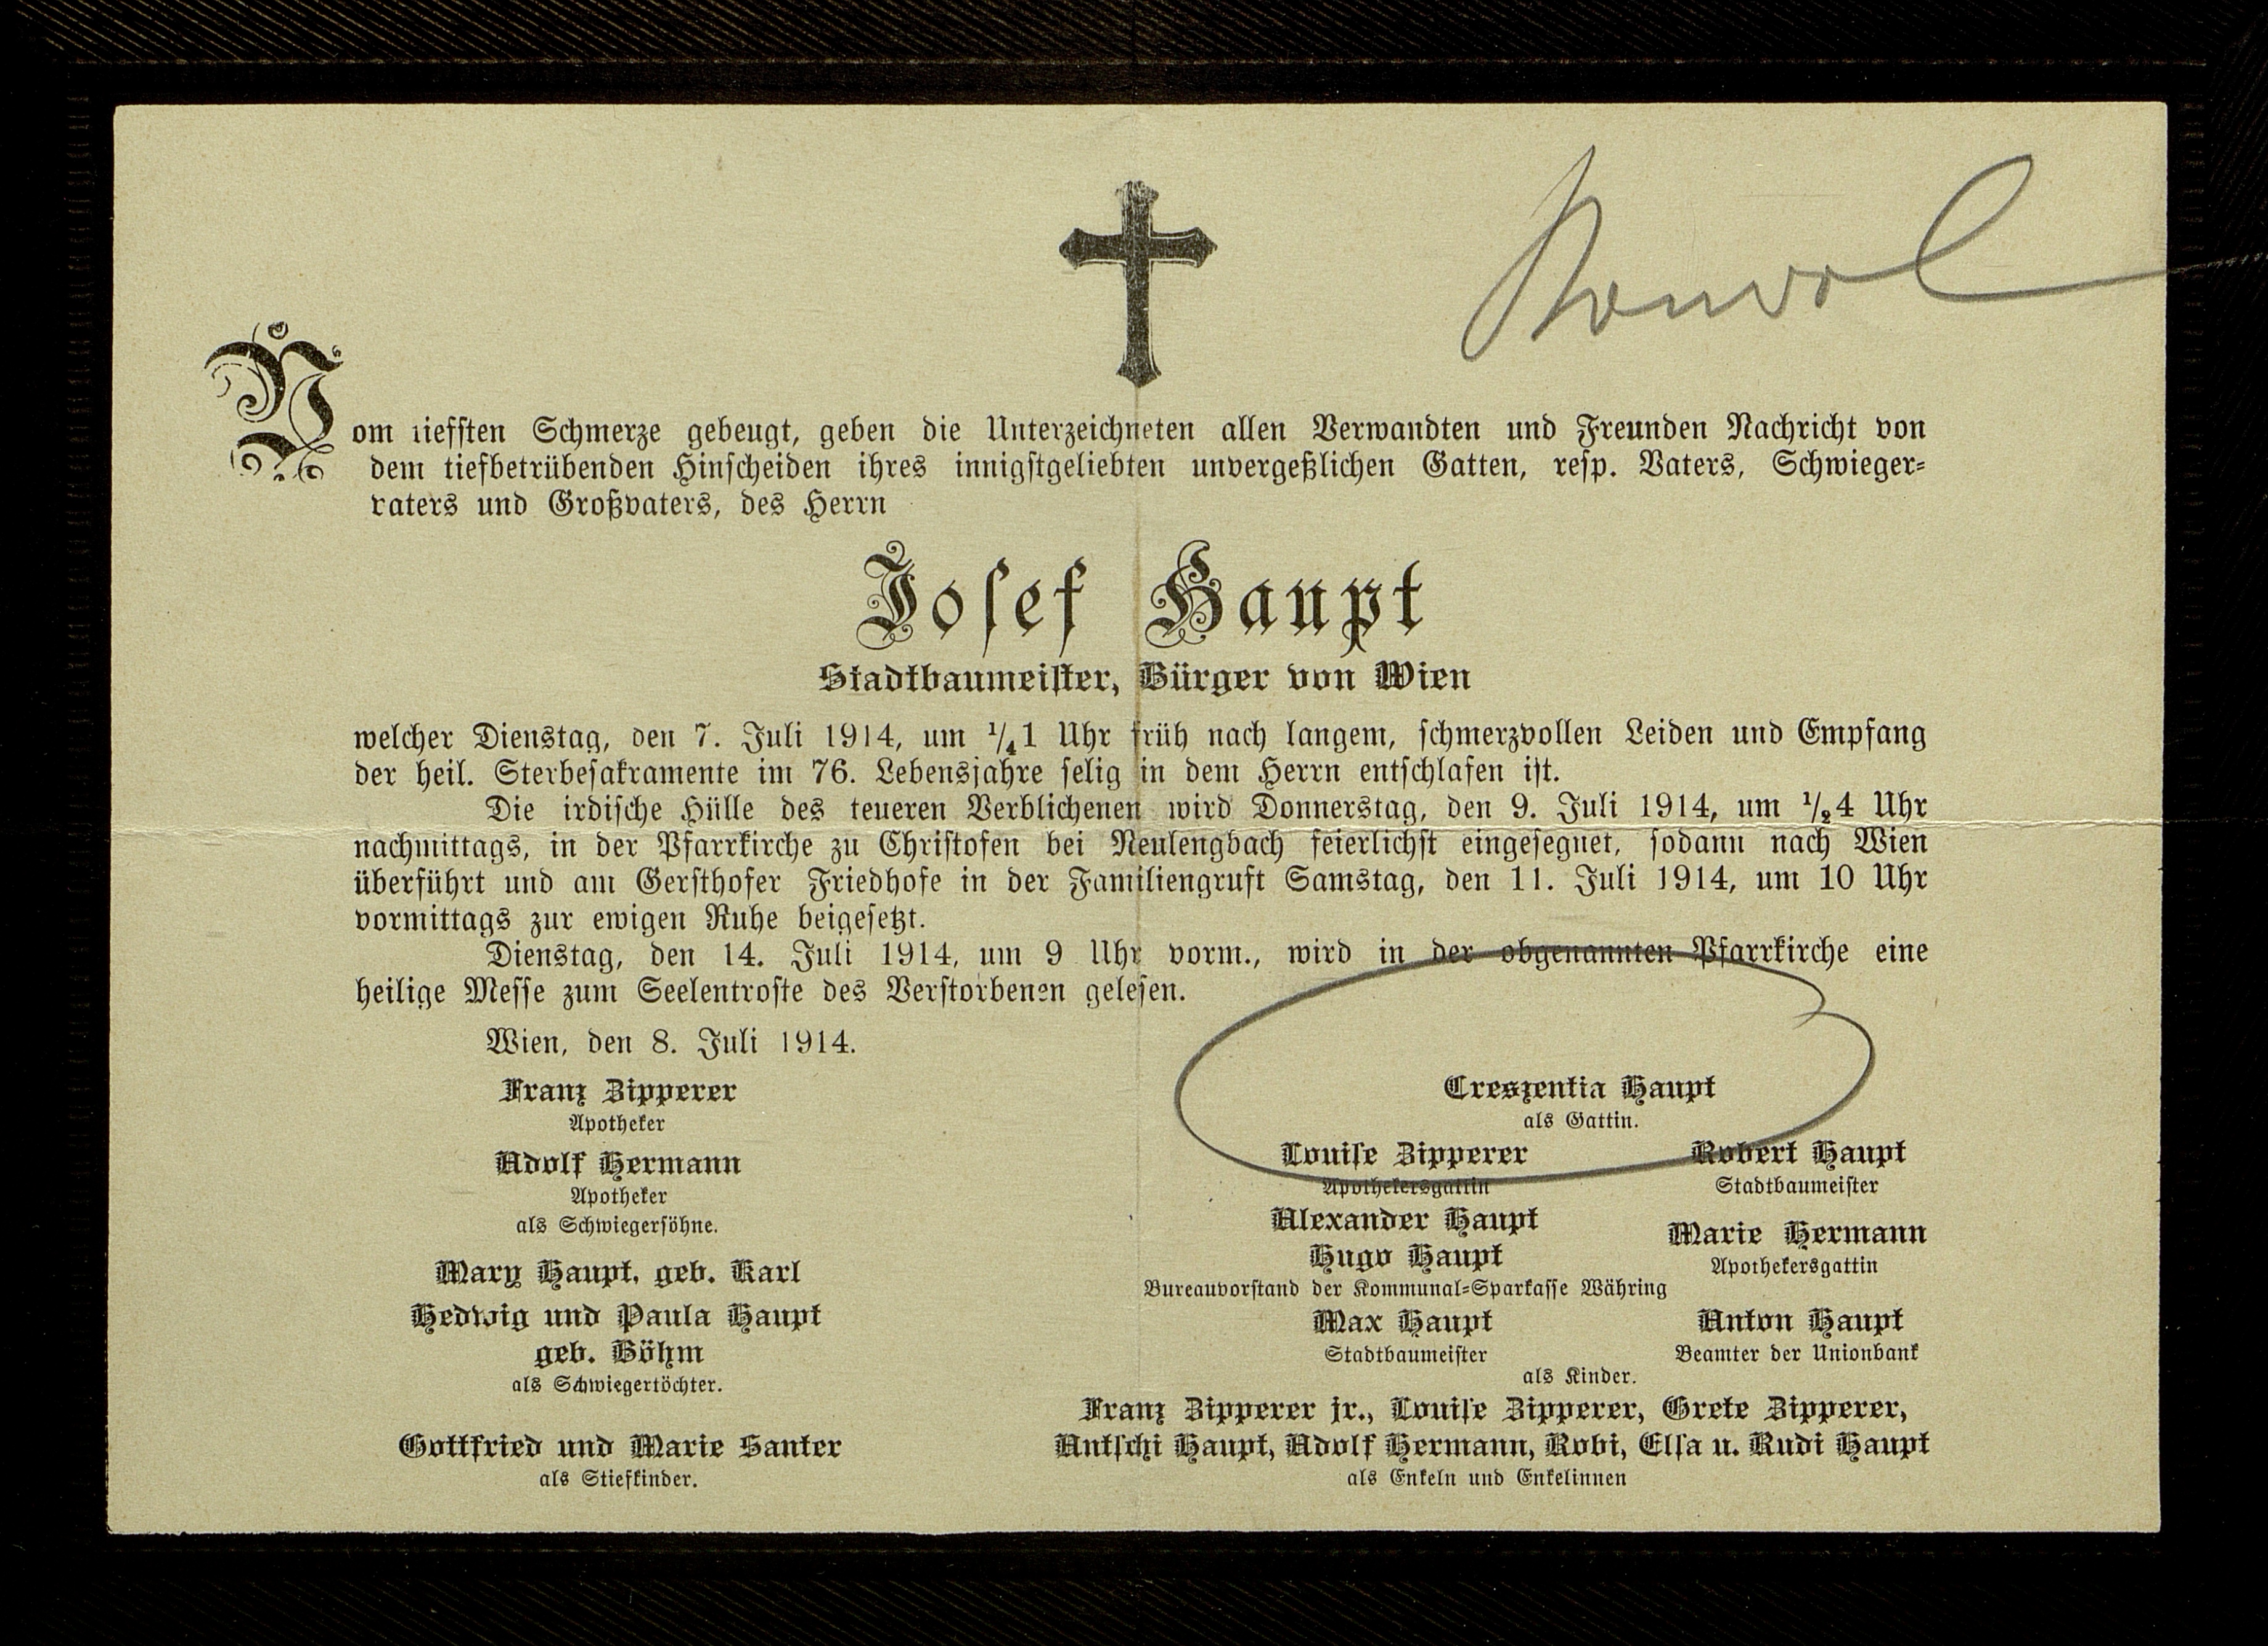 Vom tiefsten Schmerze gebeugt, geben die Unterzeichneten allen Verwandten und Freunden Nachricht von
dem tiefbetrübenden Hinscheiden ihres innigstgeliebten unvergeßlichen Gatten, resp. Vaters, Schwieger-
vaters und Großvaters, des Herrn
Josef Haupt
Stadtbaumeister, Bürger von Wien
welcher Dienstag, den 7. Juli 1914, um 1/4 1 Uhr früh nach langem, schmerzvollen Leiden und Empfang
der heil. Sterbesakramente im 76. Lebensjahre selig in dem Herrn entschlafen ist.
Die irdische Hülle des teueren Verblichenen wird Donnerstag, den 9. Juli 1914, um 1/2 4 Uhr
nachmittags, in der Pfarrkirche zu Christofen bei Neulengbach feierlichst eingesegnet, sodann nach Wien
überführt und am Gersthofer Friedhofe in der Familiengruft Samstag, den 11. Juli 1914, um 10 Uhr
vormittags zur ewigen Ruhe beigesetzt.
Dienstag, den 14. Juli 1914, um 9 Uhr vorm., wird in der obgenannten Pfarrkirche eine
heilige Messe zum Seelentroste des Verstorbenen gelesen.
Wien, den 8. Juli 1914.
Franz Zipperer
Apotheker
Adolf Hermann
Apotheker
als Schwiegersöhne.
Mary Haupt, geb. Karl
Hedwig und Paula Haupt
geb. Böhm
als Schwiegertöchter.
Gottfried und Marie Santer
als Stiefkinder.
Creszentia Haupt
als Gattin.
Louise Zipperer
Apothekersgattin
Robert Haupt
Stadtbaumeister
Alexander Haupt
Hugo Haupt
Bureauvorstand der Kommunal-Sparkasse Währing
Marie Hermann
Apothekersgattin
Max Haupt
Stadtbaumeister
Anton Haupt
Beamter der Unionbank
als Kinder.
Franz Zipperer jr., Louise Zipperer, Grete Zipperer,
Antschi Haupt, Adolf Hermann, Robi, Elsa u. Rudi Haupt
als Enkeln und Enkelinnen